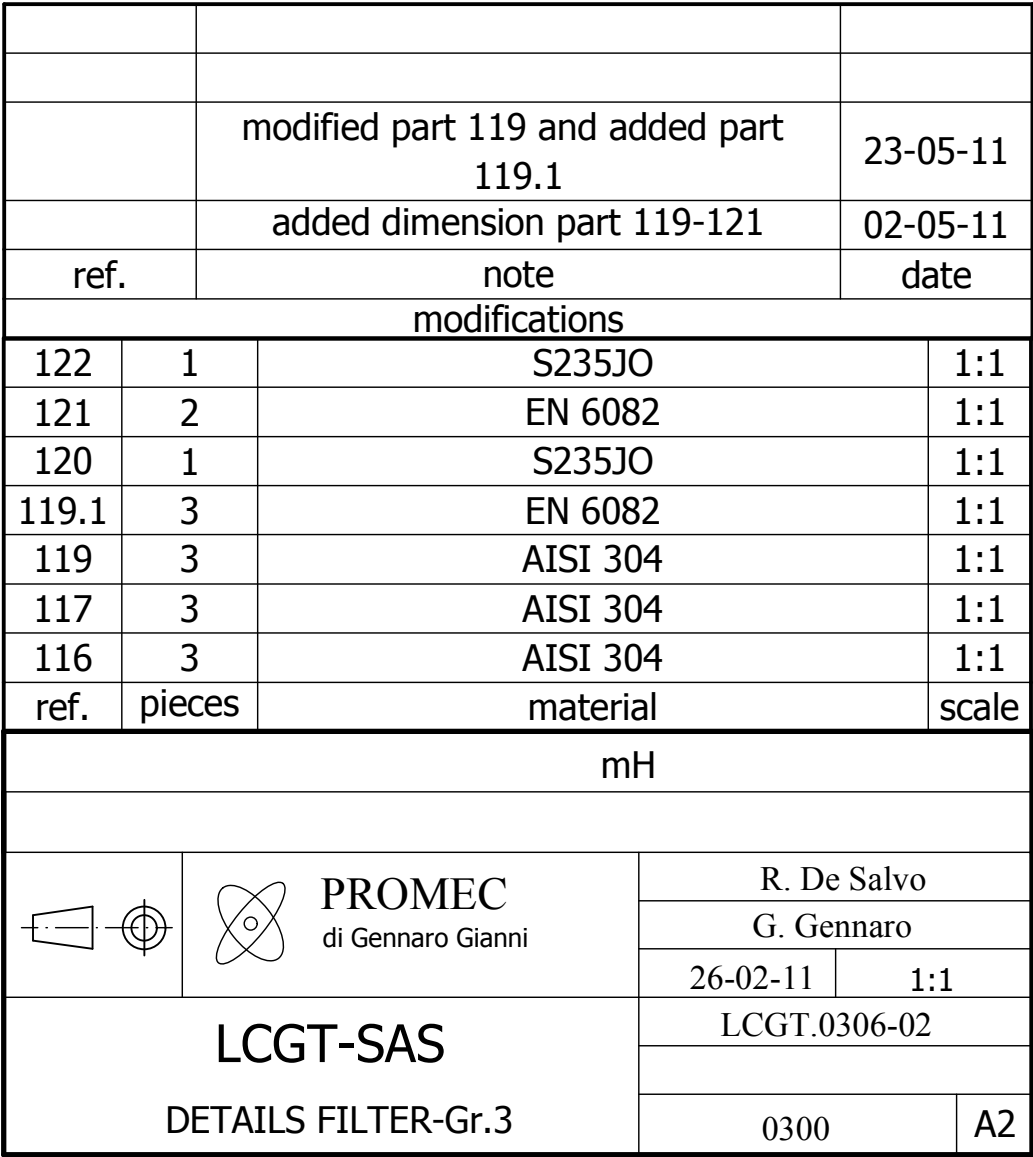 modified part 119 and added part
119.1
23-05-11
added dimension part 119-121 02-05-11
ref. note date
modifications
122 1 S235JO 1:1
121 2 EN 6082 1:1
120 1 S235JO 1:1
119.1 3 EN 6082 1:1
119 3 AISI 304 1:1
117 3 AISI 304 1:1
116 3 AISI 304 1:1
ref. pieces material scale
mH
PROMEC
di Gennaro Gianni
R. De Salvo
G. Gennaro
26-02-11 1:1
LCGT-SAS
LCGT.0306-02
DETAILS FILTER-Gr.3
0300 A2